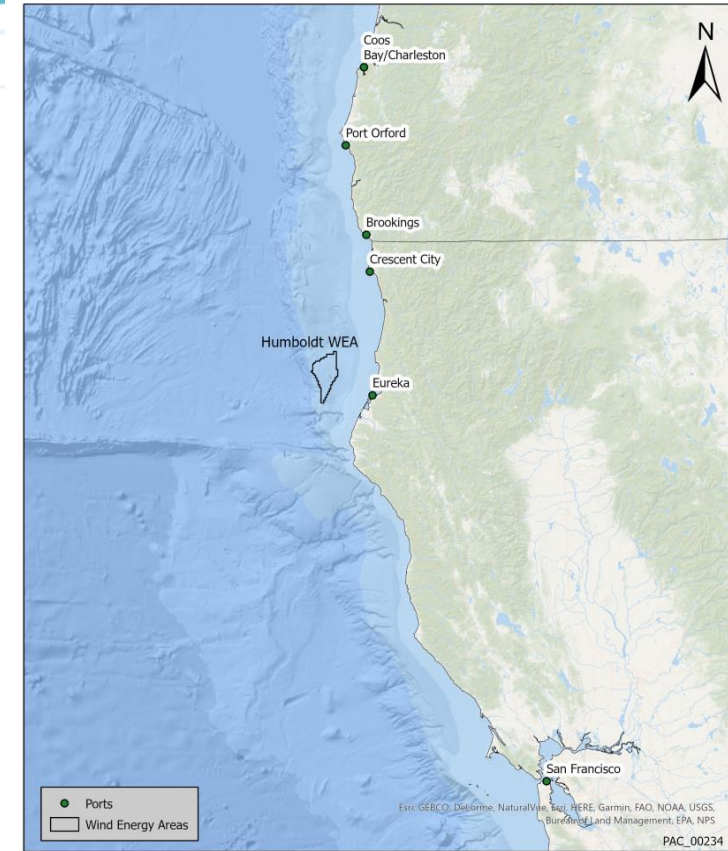 N
Coos
Bay/Charleston
Port Orford
Brookings
Crescent City
Humboldt WEA
Eureka
San Francisco
Ports
Wind Energy Areas
Esri, GEBCO, DeLorme, NaturalVue, Esri, HERE, Garmin, FAO, NOAA, USGS,
Bureau of Land Management, EPA, NPS
PAC_00234